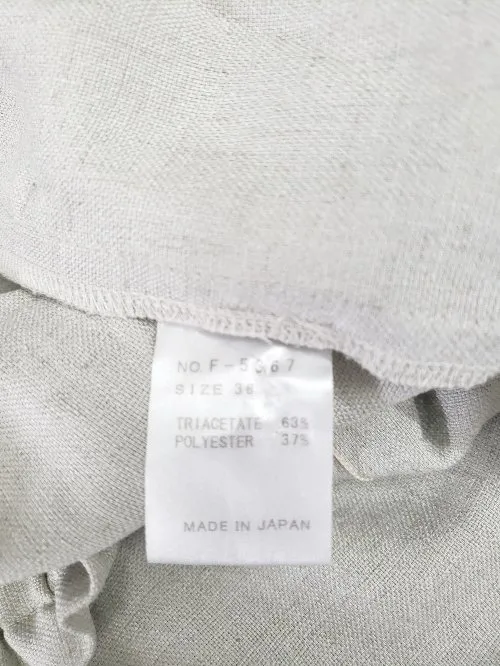 NO. F-5367
SIZE 36
TRIACETATE 63%
POLYESTER 37%
MADE IN JAPAN